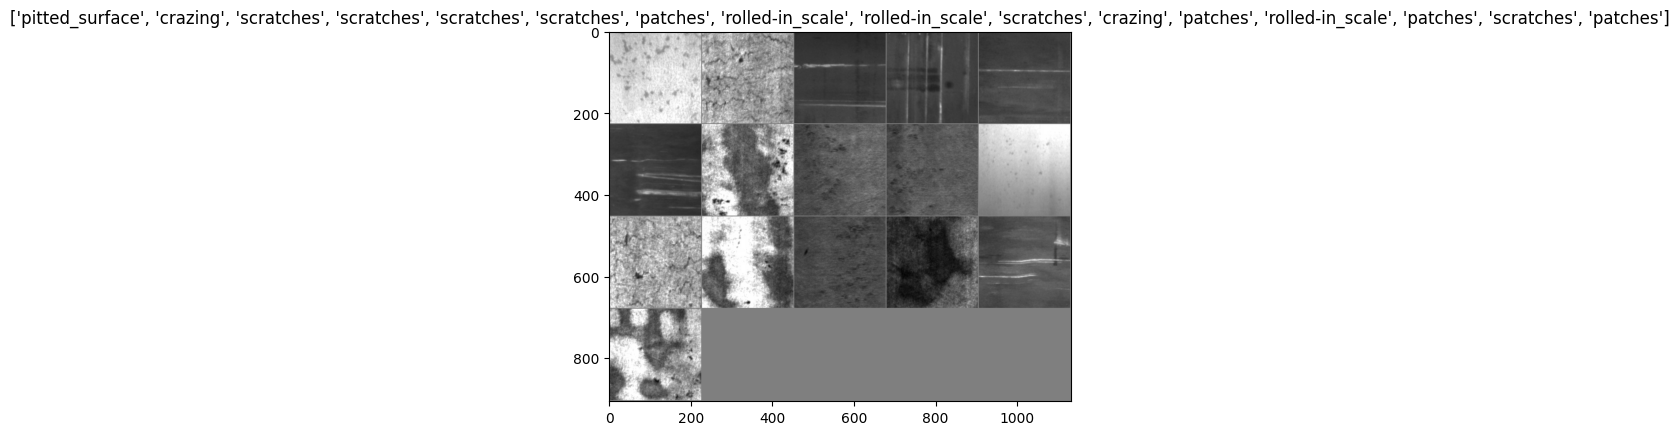 ['pitted_surface', 'crazing', 'scratches', 'scratches', 'scratches', 'scratches', 'patches', 'rolled-in_scale', 'rolled-in_scale', 'scratches', 'crazing', 'patches', 'rolled-in_scale', 'patches', 'scratches', 'patches']
0
200
400
600
800
0 200 400 600 800 1000